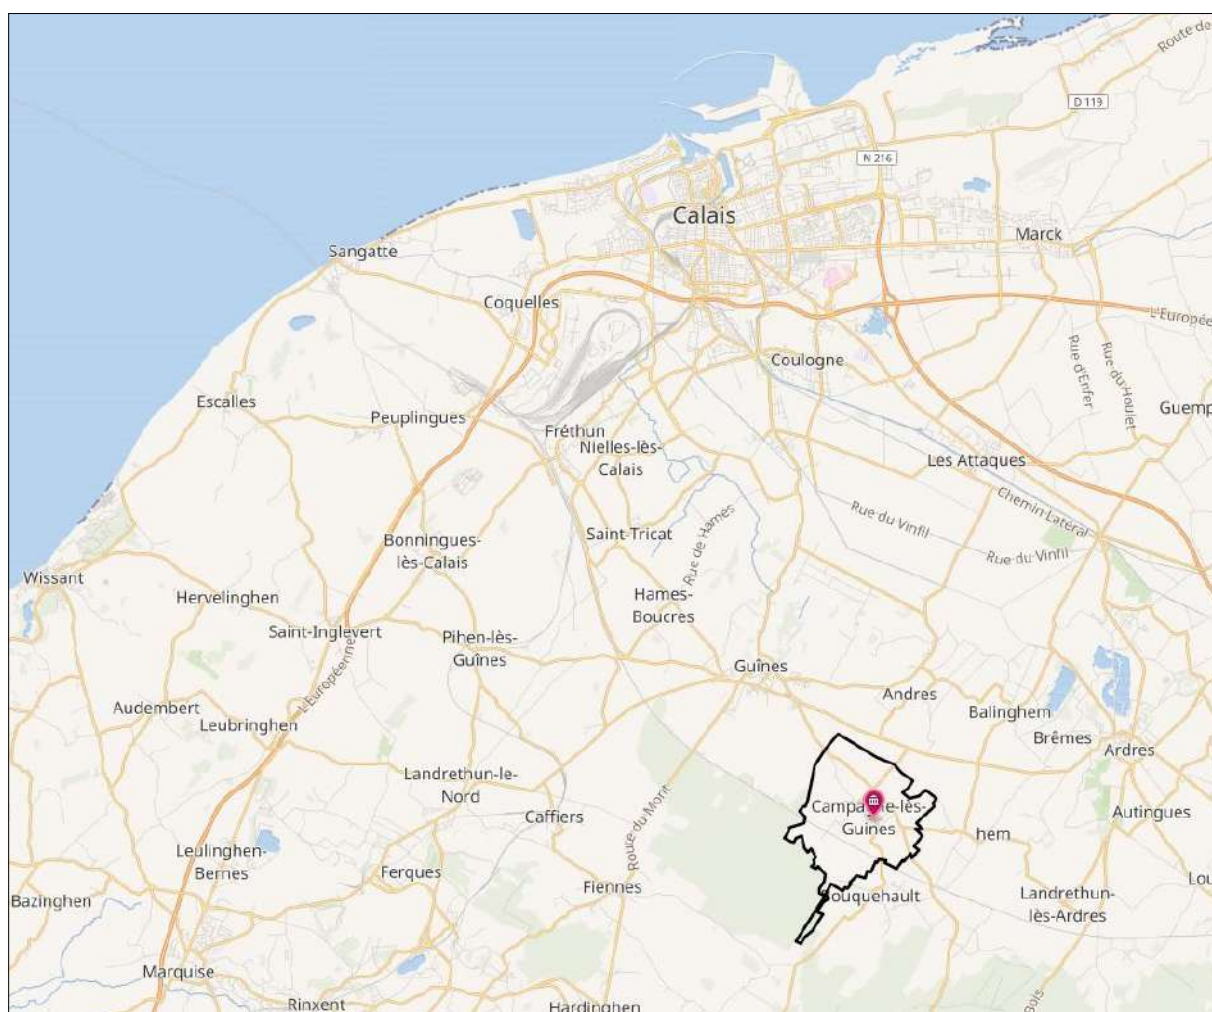 Route de
D 119
N 216
Calais
Marck
Sangatte
Coquelles
L'Européenne
Coulogne
Rue d'Enfer
Rue du Houlet
Escalles
Peuplingues
Guemp
Fréthun
Nielles-lès-
Calais
Les Attaques
Chemin Latéral
Rue du Vinfil
Rue du Vinfil
Saint-Tricat
Rue de Hames
Bonningues-
lès-Calais
Wissant
Hervelinghen
Hames-
Boucres
Saint-Inglevert
Pihen-lès-
Guînes
L'Européenne
Guînes
Andres
Balinghem
Audembert
Leubringhen
Brêmes
Ardres
Landrethun-le-
Nord
Caffiers
Route du Mont
Guînes
Autingues
hem
Leulinghen-
Bernes
Ferques
Fiennes
Bouquehault
Landrethun-
lès-Ardres
Lou
Bazinghen
Marquise
Rinxent
Hardinghen
Bois